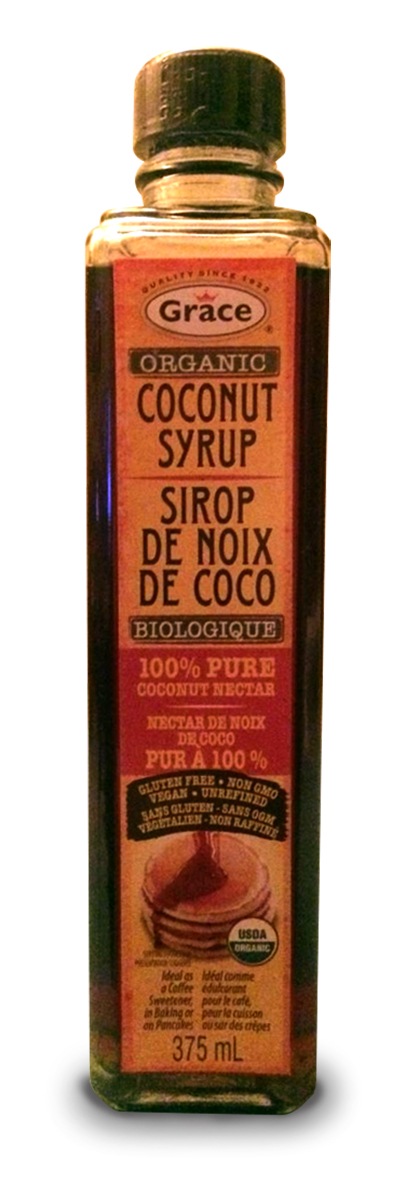 QUALITY SINCE 1922
Grace
ORGANIC
COCONUT
SYRUP
SIROP
DE NOIX
DE COCO
BIOLOGIQUE
100% PURE
COCONUT NECTAR
NECTAR DE NOIX
DE COCO
PUR À 100 %
GLUTEN FREE • NON GMO
VEGAN • UNREFINED
SANS GLUTEN - SANS OGM
VÉGÉTALIEN - NON RAFFINÉ
USDA
ORGANIC
Ideal as
a Coffee
Sweetener,
in Baking or
on Pancakes
Idéal comme
édulcorant
pour le café,
pour la cuisson
ou sur des crêpes
375 mL